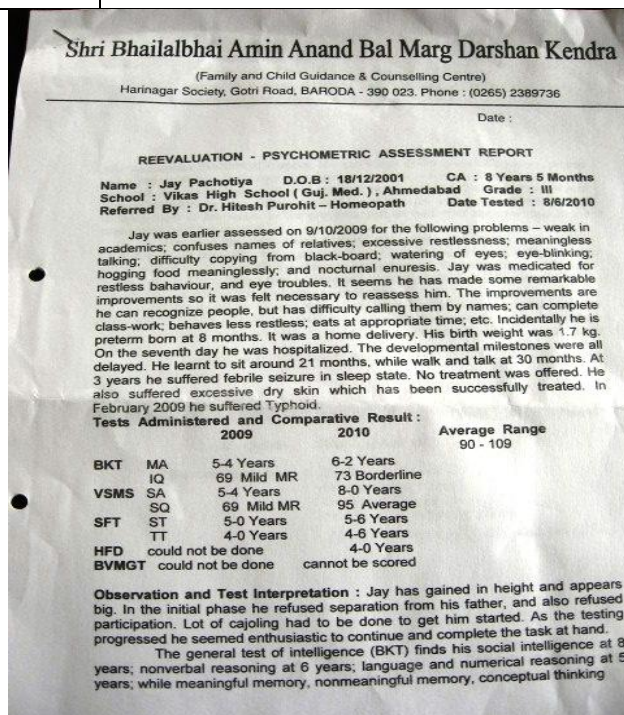 Shri Bhailalbhai Amin Anand Bal Marg Darshan Kendra
(Family and Child Guidance & Counselling Centre)
Harinagar Society, Gotri Road, BARODA - 390 023. Phone : (0265) 2389736
Date :
REEVALUATION - PSYCHOMETRIC ASSESSMENT REPORT
Name : Jay Pachotiya D.O.B : 18/12/2001 CA : 8 Years 5 Months
School : Vikas High School ( Guj. Med. ) , Ahmedabad Grade : III
Referred By : Dr. Hitesh Purohit – Homeopath Date Tested : 8/6/2010
Jay was earlier assessed on 9/10/2009 for the following problems – weak in
academics; confuses names of relatives; excessive restlessness; meaningless
talking; difficulty copying from black-board; watering of eyes; eye-blinking;
hogging food meaninglessly; and nocturnal enuresis. Jay was medicated for
restless bahaviour, and eye troubles. It seems he has made some remarkable
improvements so it was felt necessary to reassess him. The improvements are
he can recognize people, but has difficulty calling them by names; can complete
class-work; behaves less restless; eats at appropriate time; etc. Incidentally he is
preterm born at 8 months. It was a home delivery. His birth weight was 1.7 kg.
On the seventh day he was hospitalized. The developmental milestones were all
delayed. He learnt to sit around 21 months, while walk and talk at 30 months. At
3 years he suffered febrile seizure in sleep state. No treatment was offered. He
also suffered excessive dry skin which has been successfully treated. In
February 2009 he suffered Typhoid.
Tests Administered and Comparative Result :
2009 2010 Average Range
90 - 109
BKT MA 5-4 Years 6-2 Years
IQ 69 Mild MR 73 Borderline
VSMS SA 5-4 Years 8-0 Years
SQ 69 Mild MR 95 Average
SFT ST 5-0 Years 5-6 Years
TT 4-0 Years 4-6 Years
HFD could not be done 4-0 Years
BVMGT could not be done cannot be scored
Observation and Test Interpretation : Jay has gained in height and appears
big. In the initial phase he refused separation from his father, and also refused
participation. Lot of cajoling had to be done to get him started. As the testing
progressed he seemed enthusiastic to continue and complete the task at hand.
The general test of intelligence (BKT) finds his social intelligence at 8
years; nonverbal reasoning at 6 years; language and numerical reasoning at 5
years; while meaningful memory, nonmeaningful memory, conceptual thinking